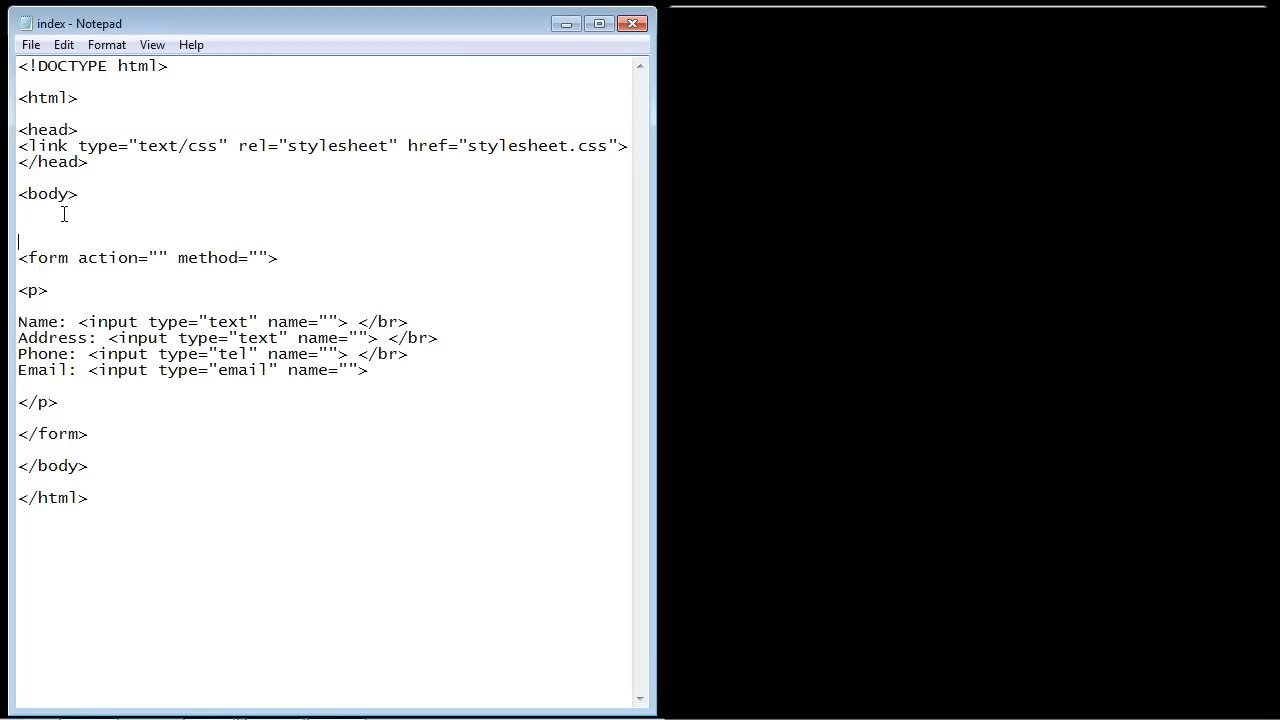 index - Notepad
File Edit Format View Help
<!DOCTYPE html>
<html>
<head>
<link type="text/css" rel="stylesheet" href="stylesheet.css">
</head>
<body>
<form action="" method="">
<p>
Name: <input type="text" name=""> </br>
Address: <input type="text" name=""> </br>
Phone: <input type="tel" name=""> </br>
Email: <input type="email" name="">
</p>
</form>
</body>
</html>